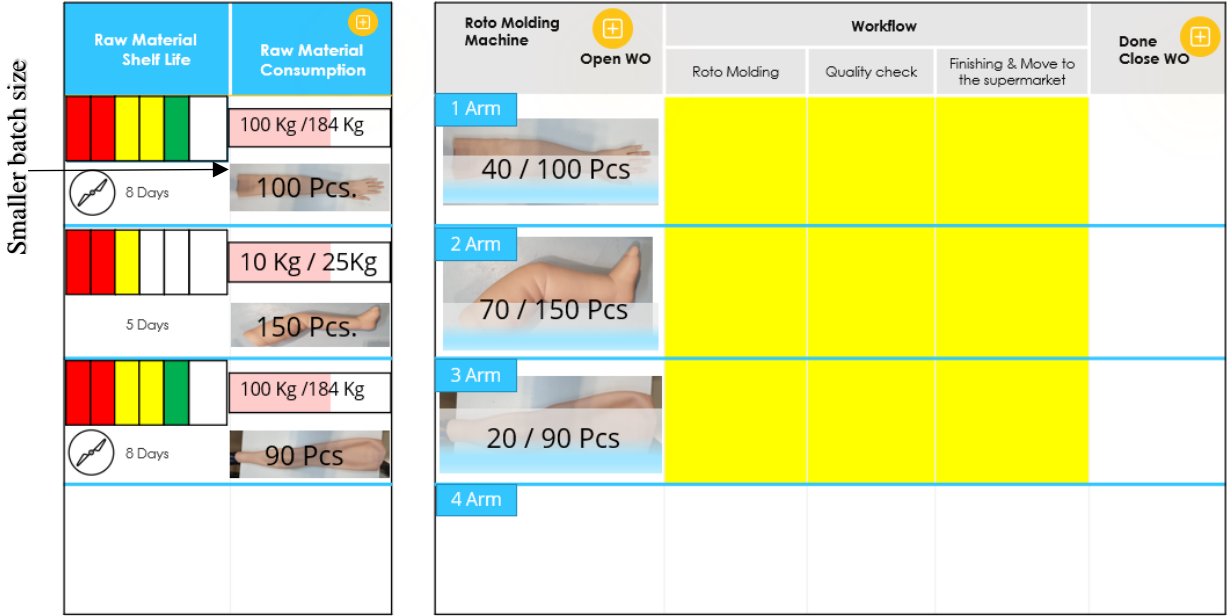 Smaller batch size
Raw Material
Shelf Life
Raw Material
Consumption
100 Kg /184 Kg
8 Days
100 Pcs.
10 Kg / 25Kg
5 Days
150 Pcs.
100 Kg /184 Kg
8 Days
90 Pcs
Roto Molding
Machine
Open WO
Workflow
Roto Molding
Quality check
Finishing & Move to
the supermarket
Done
Close WO
1 Arm
40 / 100 Pcs
2 Arm
70 / 150 Pcs
3 Arm
20 / 90 Pcs
4 Arm